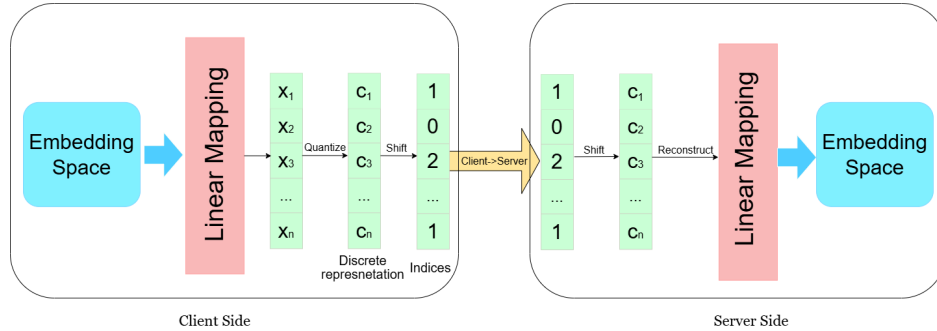 Embedding
Space
Linear Mapping
x1
x2
x3
...
xn
Quantize
c1
c2
c3
...
cn
Discrete
represnetation
Shift
1
0
2
...
1
Indices
Client->Server
1
0
2
...
1
Shift
c1
c2
c3
...
cn
Reconstruct
Linear Mapping
Embedding
Space
Client Side
Server Side